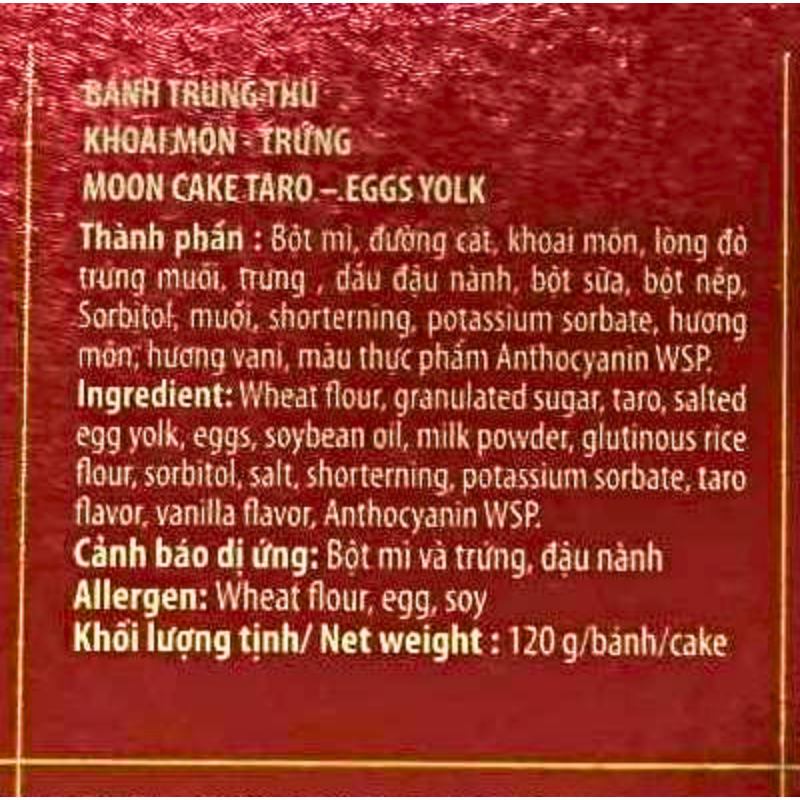 BÁNH TRUNG THU
KHOAI MÔN - TRỨNG
MOON CAKE TARO – EGGS YOLK
Thành phần : Bột mì, đường cát, khoai môn, lòng đỏ
trứng muối, trứng , dầu đậu nành, bột sữa, bột nếp,
Sorbitol, muối, shorterning, potassium sorbate, hương
môn, hương vani, màu thực phẩm Anthocyanin WSP.
Ingredient: Wheat flour, granulated sugar, taro, salted
egg yolk, eggs, soybean oil, milk powder, glutinous rice
flour, sorbitol, salt, shorterning, potassium sorbate, taro
flavor, vanilla flavor, Anthocyanin WSP.
Cảnh báo dị ứng: Bột mì và trứng, đậu nành
Allergen: Wheat flour, egg, soy
Khối lượng tịnh/ Net weight : 120 g/bánh/cake